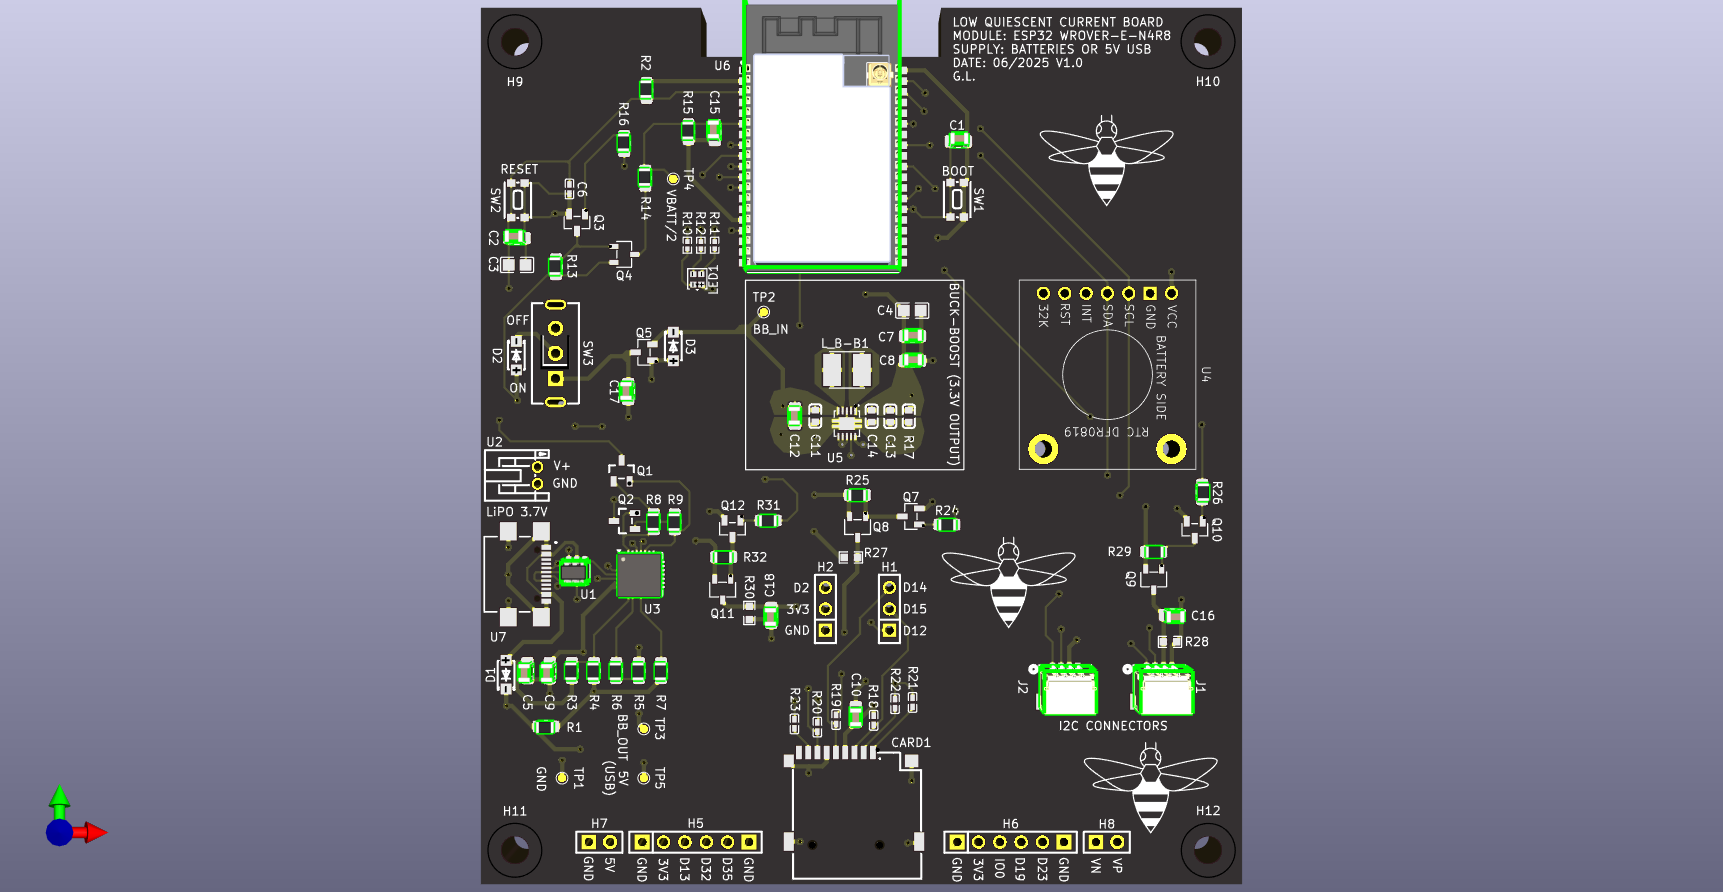 LOW QUIESCENT CURRENT BOARD
MODULE: ESP32 WROVER-E-N4R8
SUPPLY: BATTERIES OR 5V USB
DATE: 06/2025 V1.0
G.L.
H9
H10
U6
R2
R16
R15
C15
C1
RESET
SW2
C6
Q3
R14
TP4
VBATT/2
BOOT
SW1
C2
C3
R13
Q4
R10
R12
R11
LED1
OFF
D2
ON
SW3
Q5
D3
C17
TP2
BB_IN
C4
C7
C8
L_B-B1
C12
C11
U5
C14
C13
R17
BUCK-BOOST (3.3V OUTPUT)
32K
RST
INT
SDA
SCL
GND
VCC
BATTERY SIDE
RTC DFR0819
U4
U2
V+
GND
LiPO 3.7V
Q1
Q2
R8
R9
Q12
R31
R25
Q8
Q7
R24
R26
Q10
R29
Q9
U1
U3
U7
R32
Q11
R30
C18
R27
H2
H1
D2
3V3
GND
D14
D15
D12
C16
R28
J2
J1
I2C CONNECTORS
D1
C5
C9
R3
R4
R6
R5
R7
R1
BB_OUT 5V
(USB)
TP3
TP5
GND
TP1
R23
R20
R19
C10
R18
R22
R21
CARD1
H11
H12
H7
GND
5V
H5
GND
3V3
D13
D32
D35
GND
H6
GND
3V3
IO0
D19
D23
GND
H8
VN
VP